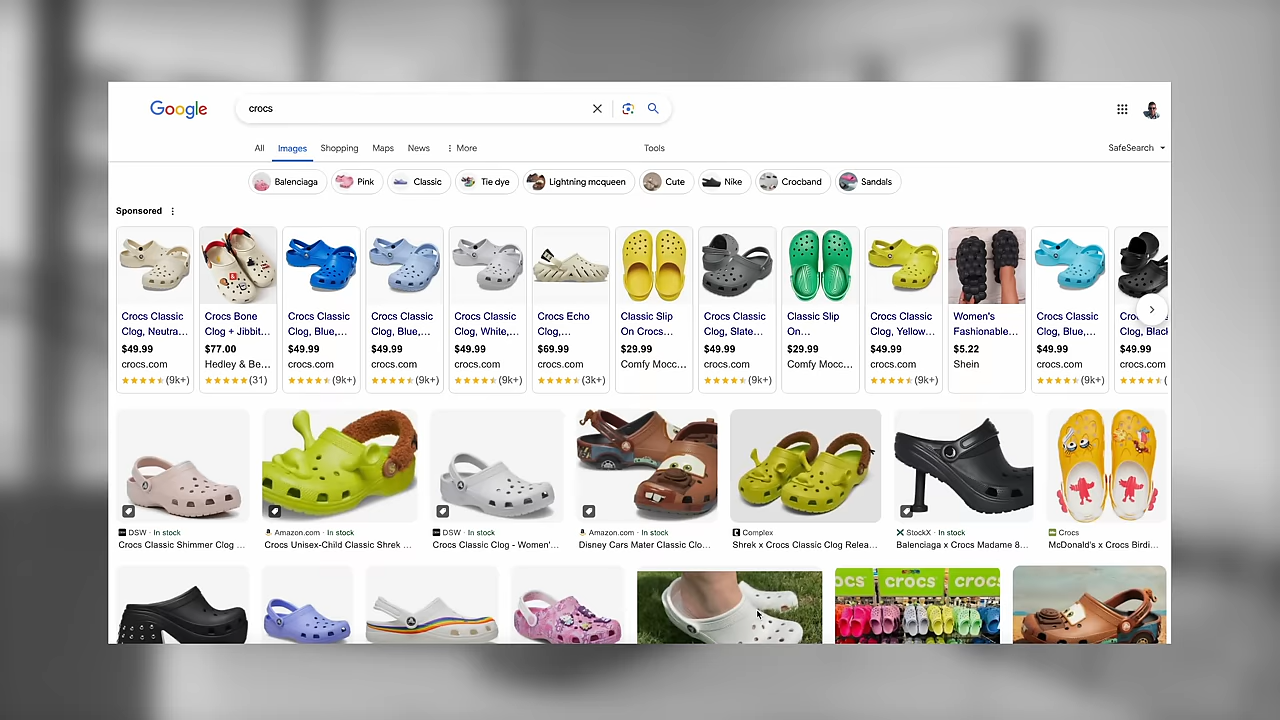 Google
crocs
All Images Shopping Maps News More Tools SafeSearch
Balenciaga Pink Classic Tie dye Lightning mcqueen Cute Nike Crocband Sandals
Sponsored
Crocs Classic Clog, Neutra...
$49.99
crocs.com
(9k+)
Crocs Bone Clog + Jibbit...
$77.00
Hedley & Be...
(31)
Crocs Classic Clog, Blue,...
$49.99
crocs.com
(9k+)
Crocs Classic Clog, Blue,...
$49.99
crocs.com
(9k+)
Crocs Classic Clog, White,...
$49.99
crocs.com
(9k+)
Crocs Echo Clog,...
$69.99
crocs.com
(3k+)
Classic Slip On Crocs...
$29.99
Comfy Mocc...
Crocs Classic Clog, Slate...
$49.99
crocs.com
(9k+)
Classic Slip On...
$29.99
Comfy Mocc...
Crocs Classic Clog, Yellow...
$49.99
crocs.com
(9k+)
Women's Fashionable...
$5.22
Shein
Crocs Classic Clog, Blue,...
$49.99
crocs.com
(9k+)
Clog, Black
$49.99
crocs.com
DSW · In stock
Crocs Classic Shimmer Clog ...
Amazon.com · In stock
Crocs Unisex-Child Classic Shrek ...
DSW · In stock
Crocs Classic Clog - Women'...
Amazon.com · In stock
Disney Cars Mater Classic Clo...
Complex
Shrek x Crocs Classic Clog Relea...
StockX · In stock
Balenciaga x Crocs Madame 8...
Crocs
McDonald's x Crocs Birdi...
ocs crocs crocs